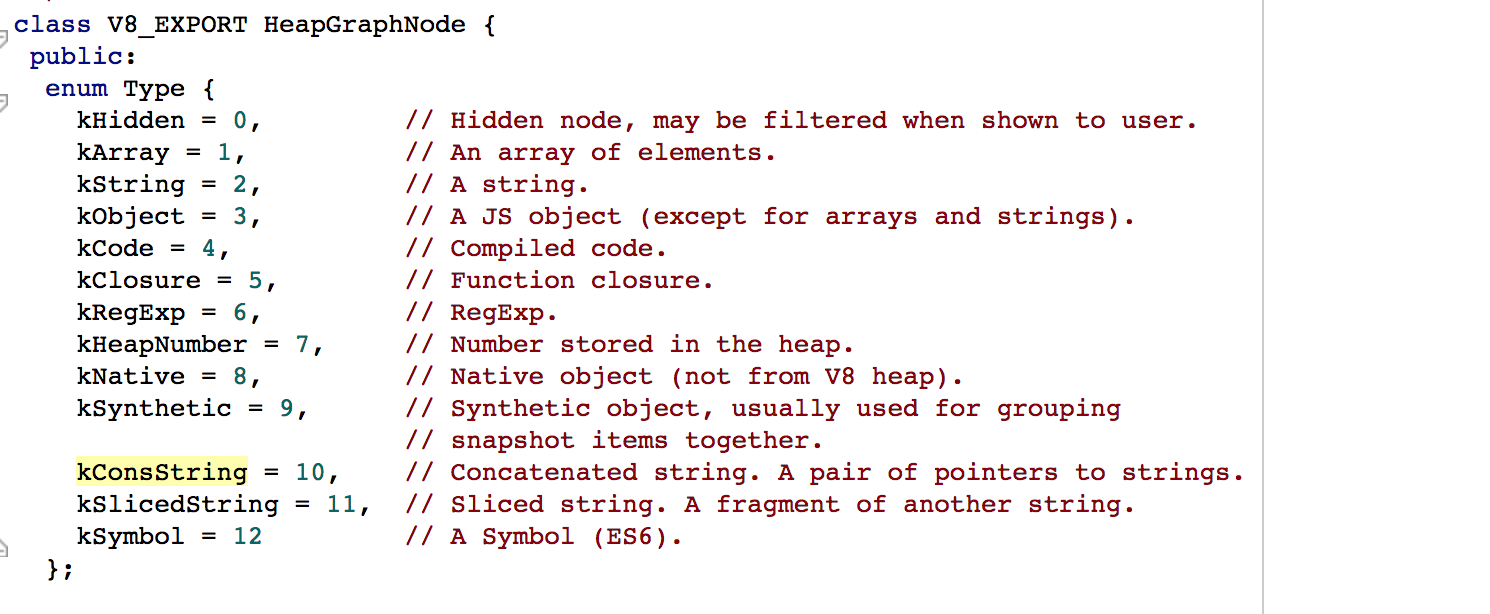 class V8_EXPORT HeapGraphNode {
public:
enum Type {
kHidden = 0, // Hidden node, may be filtered when shown to user.
kArray = 1, // An array of elements.
kString = 2, // A string.
kObject = 3, // A JS object (except for arrays and strings).
kCode = 4, // Compiled code.
kClosure = 5, // Function closure.
kRegExp = 6, // RegExp.
kHeapNumber = 7, // Number stored in the heap.
kNative = 8, // Native object (not from V8 heap).
kSynthetic = 9, // Synthetic object, usually used for grouping
// snapshot items together.
kConsString = 10, // Concatenated string. A pair of pointers to strings.
kSlicedString = 11, // Sliced string. A fragment of another string.
kSymbol = 12 // A Symbol (ES6).
};